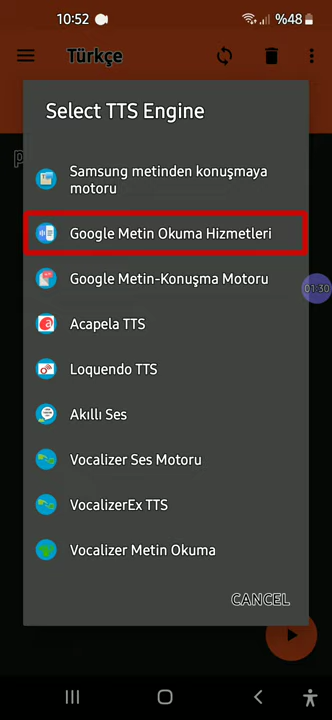 10:52
%48
Türkçe
Select TTS Engine
Samsung metinden konuşmaya
motoru
Google Metin Okuma Hizmetleri
Google Metin-Konuşma Motoru
01:30
Acapela TTS
Loquendo TTS
Akıllı Ses
Vocalizer Ses Motoru
VocalizerEx TTS
Vocalizer Metin Okuma
CANCEL